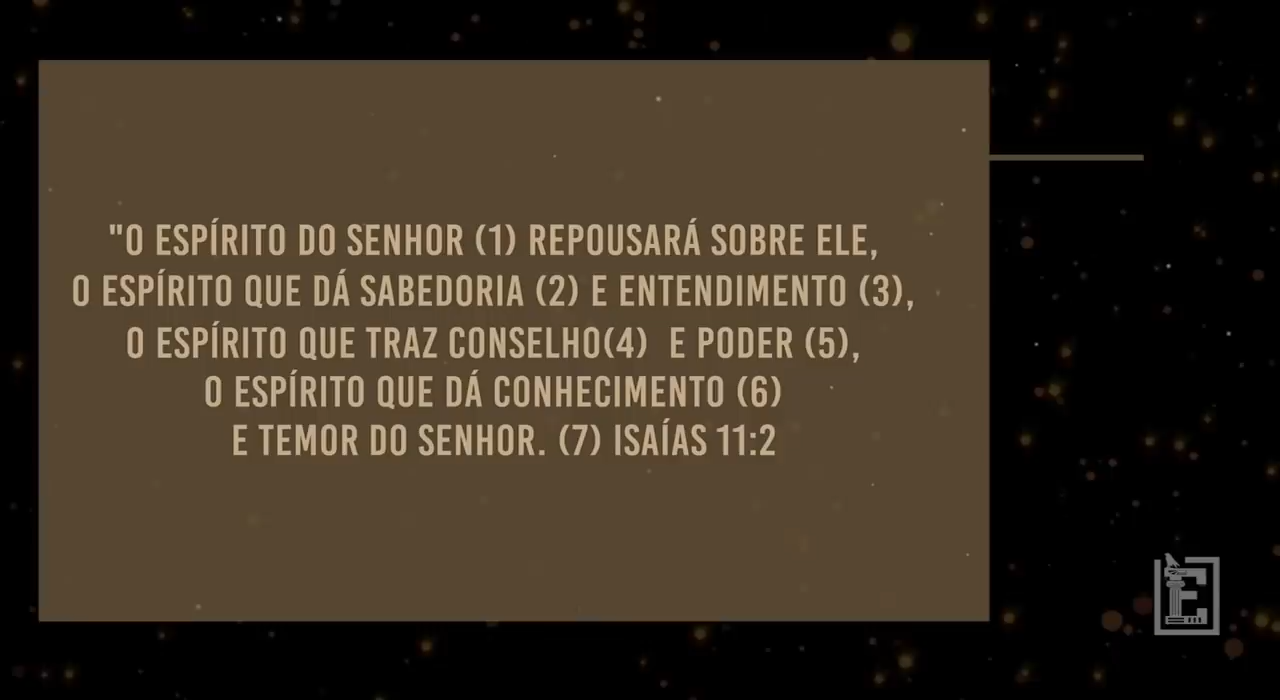 "O ESPÍRITO DO SENHOR (1) REPOUSARÁ SOBRE ELE,
O ESPÍRITO QUE DÁ SABEDORIA (2) E ENTENDIMENTO (3),
O ESPÍRITO QUE TRAZ CONSELHO(4)  E PODER (5),
O ESPÍRITO QUE DÁ CONHECIMENTO (6)
E TEMOR DO SENHOR. (7) ISAÍAS 11:2
E